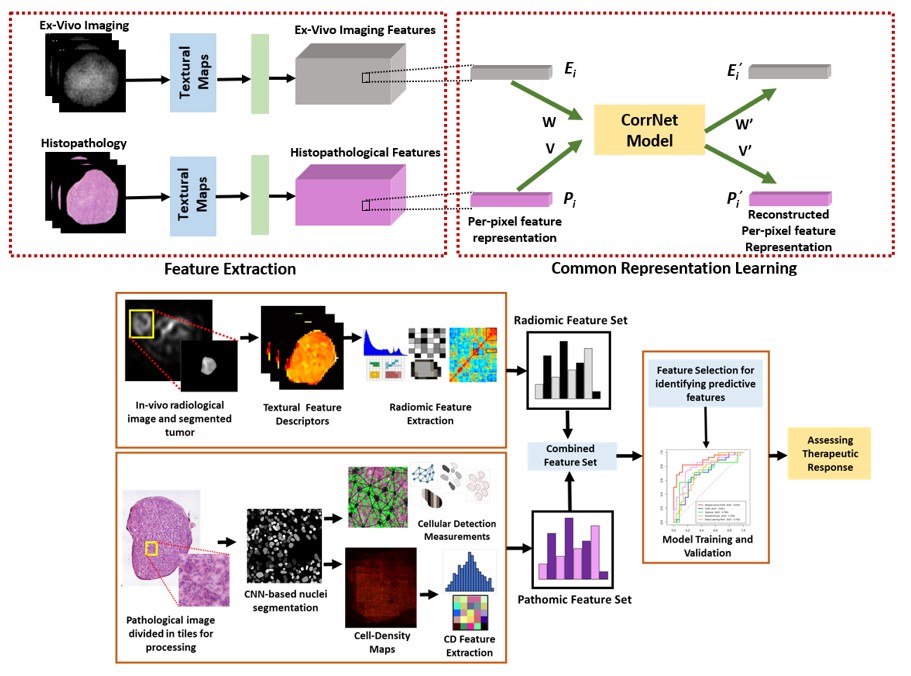 Ex-Vivo Imaging
Textural Maps
Ex-Vivo Imaging Features
Histopathology
Textural Maps
Histopathological Features
Feature Extraction
E_i
P_i
Per-pixel feature
representation
W
V
CorrNet
Model
W'
V'
E_i'
P_i'
Reconstructed
Per-pixel feature
Representation
Common Representation Learning
In-vivo radiological
image and segmented
tumor
Textural Feature
Descriptors
Radiomic Feature
Extraction
Radiomic Feature Set
Pathological image
divided in tiles for
processing
CNN-based nuclei
segmentation
Cellular Detection
Measurements
Cell-Density
Maps
CD Feature
Extraction
Combined
Feature Set
Pathomic Feature Set
Feature Selection for
identifying predictive
features
Model Training and
Validation
Assessing
Therapeutic
Response